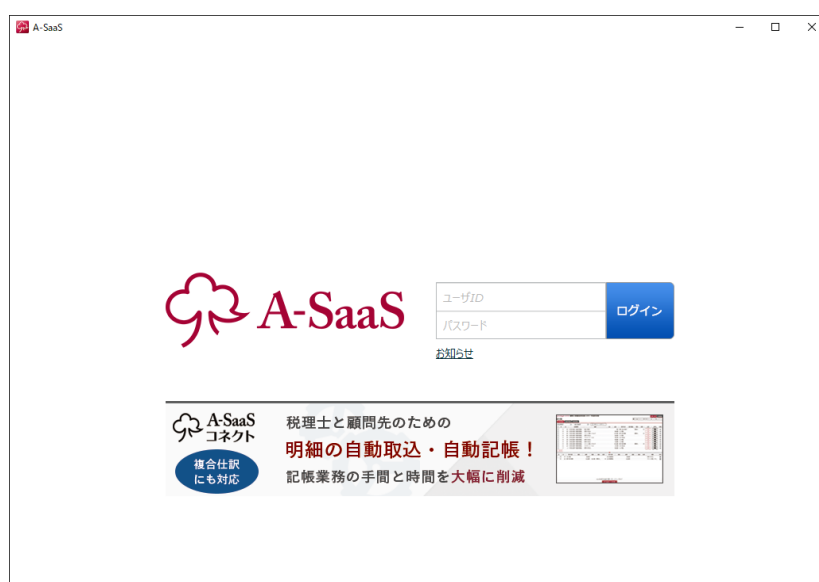 A-SaaS
A-SaaS
ユーザID
パスワード
ログイン
お知らせ
A-SaaS
コネクト
複合仕訳
にも対応
税理士と顧問先のための
明細の自動取込・自動記帳！
記帳業務の手間と時間を大幅に削減